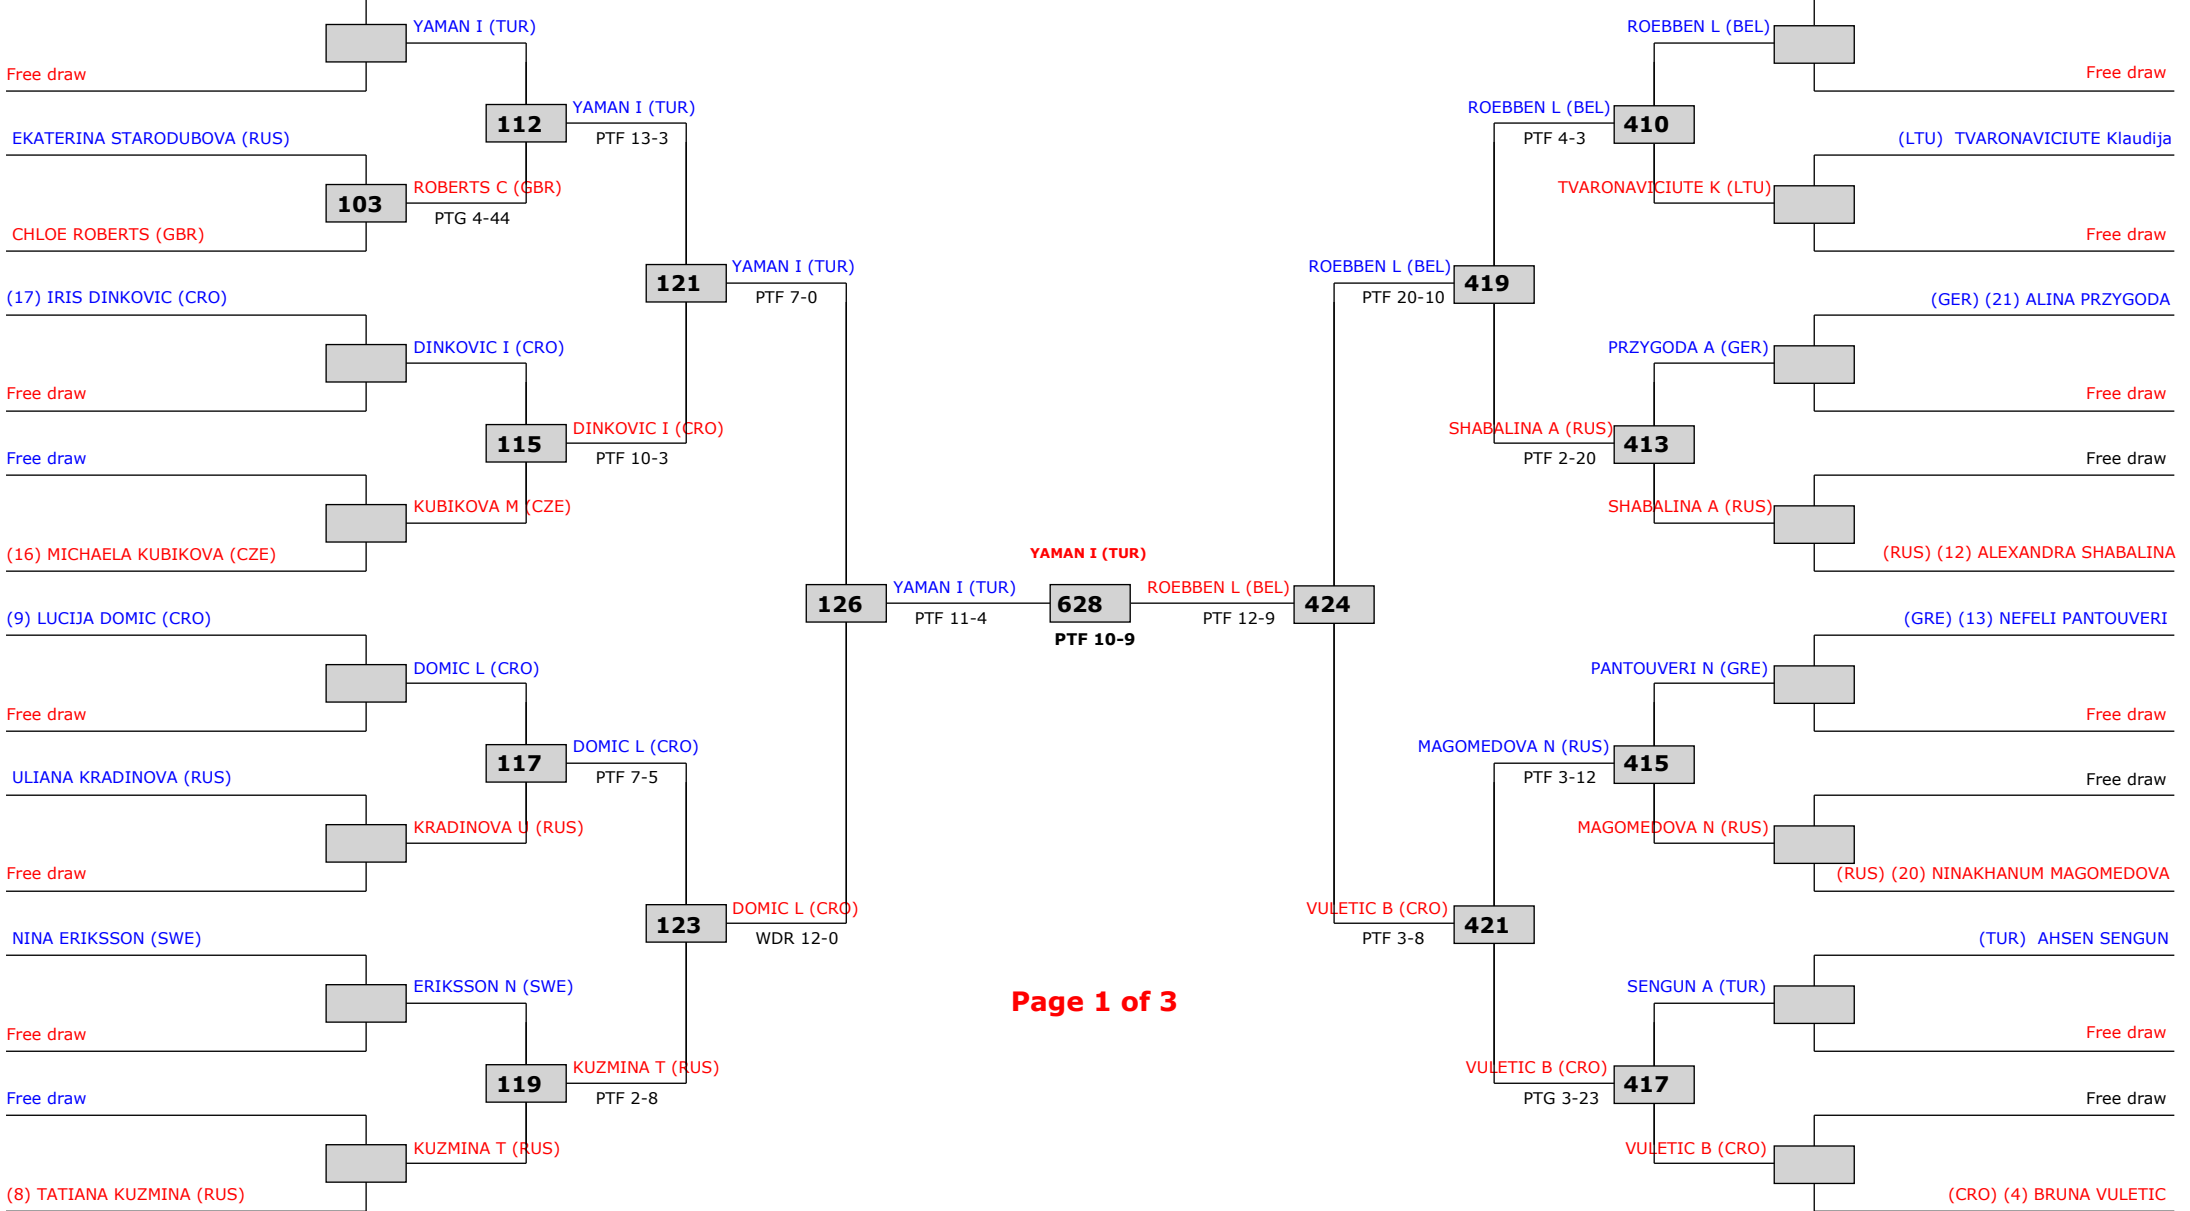 YAMAN I (TUR)
Free draw
112
YAMAN I (TUR)
PTF 13-3
EKATERINA STARODUBOVA (RUS)
103
ROBERTS C (GBR)
PTG 4-44
CHLOE ROBERTS (GBR)
121
YAMAN I (TUR)
PTF 7-0
(17) IRIS DINKOVIC (CRO)
DINKOVIC I (CRO)
Free draw
115
DINKOVIC I (CRO)
PTF 10-3
Free draw
KUBIKOVA M (CZE)
(16) MICHAELA KUBIKOVA (CZE)
126
YAMAN I (TUR)
PTF 11-4
(9) LUCIJA DOMIC (CRO)
DOMIC L (CRO)
Free draw
117
DOMIC L (CRO)
PTF 7-5
ULIANA KRADINOVA (RUS)
KRADINOVA U (RUS)
Free draw
123
DOMIC L (CRO)
WDR 12-0
NINA ERIKSSON (SWE)
ERIKSSON N (SWE)
Free draw
119
KUZMINA T (RUS)
PTF 2-8
Free draw
KUZMINA T (RUS)
(8) TATIANA KUZMINA (RUS)
YAMAN I (TUR)
628
PTF 10-9
Page 1 of 3
ROEBBEN L (BEL)
Free draw
ROEBBEN L (BEL)
410
PTF 4-3
(LTU) TVARONAVICIUTE Klaudija
TVARONAVICIUTE K (LTU)
Free draw
ROEBBEN L (BEL)
419
PTF 20-10
(GER) (21) ALINA PRZYGODA
PRZYGODA A (GER)
Free draw
SHABALINA A (RUS)
413
PTF 2-20
Free draw
SHABALINA A (RUS)
(RUS) (12) ALEXANDRA SHABALINA
ROEBBEN L (BEL)
424
PTF 12-9
(GRE) (13) NEFELI PANTOUVERI
PANTOUVERI N (GRE)
Free draw
MAGOMEDOVA N (RUS)
415
PTF 3-12
Free draw
MAGOMEDOVA N (RUS)
(RUS) (20) NINAKHANUM MAGOMEDOVA
VULETIC B (CRO)
421
PTF 3-8
(TUR) AHSEN SENGUN
SENGUN A (TUR)
Free draw
VULETIC B (CRO)
417
PTG 3-23
Free draw
VULETIC B (CRO)
(CRO) (4) BRUNA VULETIC